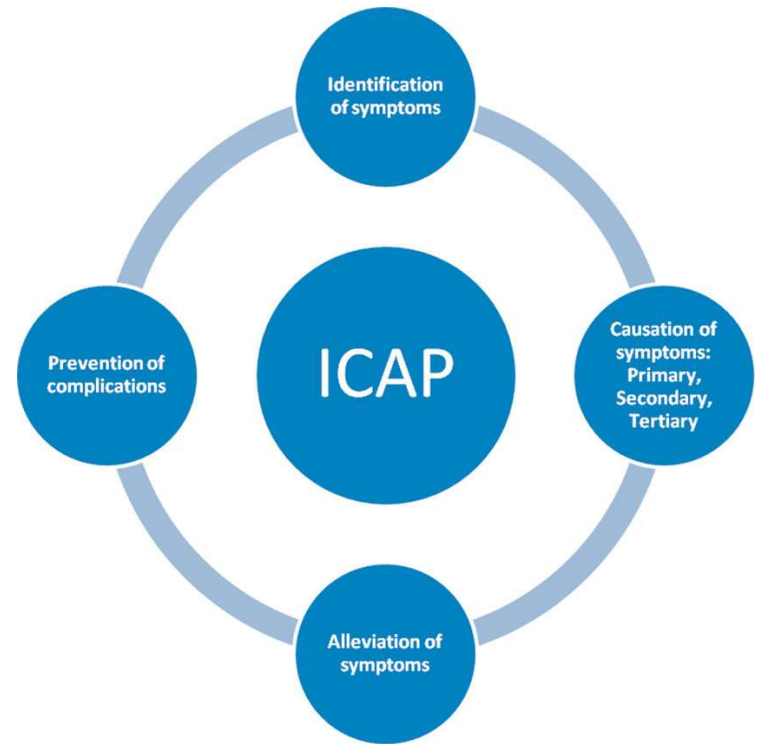 Identification
of symptoms
Causation of
symptoms:
Primary,
Secondary,
Tertiary
Alleviation of
symptoms
Prevention of
complications
ICAP